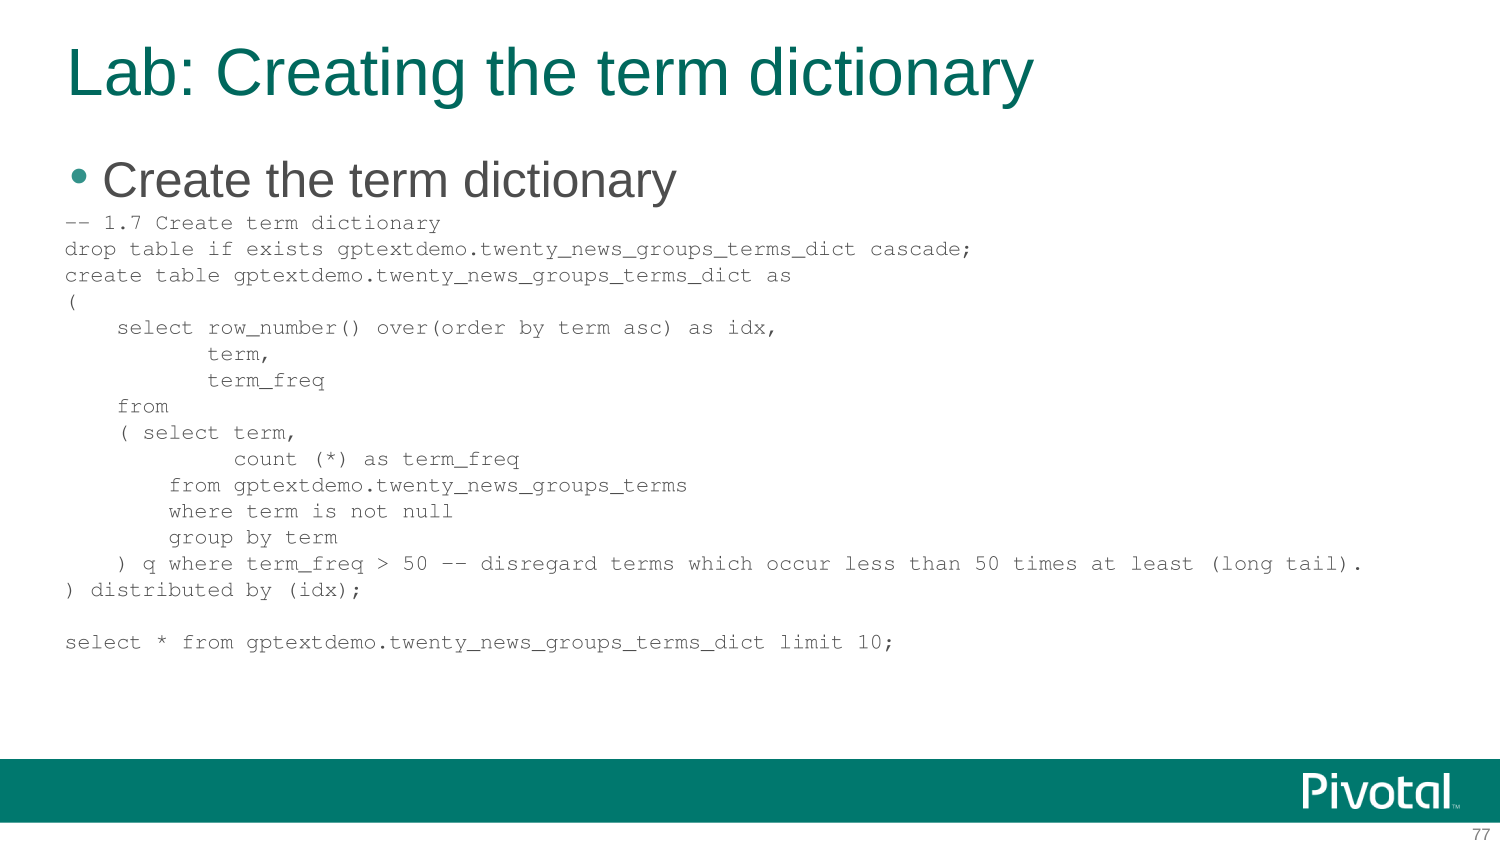 Lab: Creating the term dictionary
• Create the term dictionary
-- 1.7 Create term dictionary
drop table if exists gptextdemo.twenty_news_groups_terms_dict cascade;
create table gptextdemo.twenty_news_groups_terms_dict as
(
    select row_number() over(order by term asc) as idx,
           term,
           term_freq
    from
    ( select term,
             count (*) as term_freq
        from gptextdemo.twenty_news_groups_terms
        where term is not null
        group by term
    ) q where term_freq > 50 -- disregard terms which occur less than 50 times at least (long tail).
) distributed by (idx);

select * from gptextdemo.twenty_news_groups_terms_dict limit 10;
Pivotal™
77